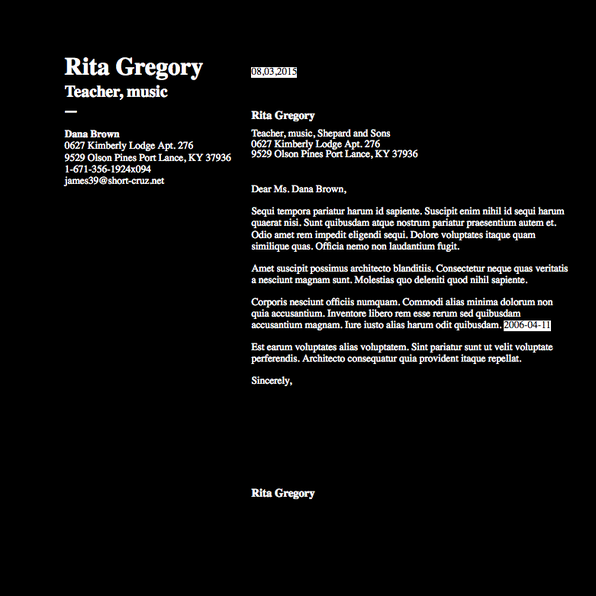 Rita Gregory
Teacher, music
—
Dana Brown
0627 Kimberly Lodge Apt. 276
9529 Olson Pines Port Lance, KY 37936
1-671-356-1924x094
james39@short-cruz.net
08,03,2015
Rita Gregory
Teacher, music, Shepard and Sons
0627 Kimberly Lodge Apt. 276
9529 Olson Pines Port Lance, KY 37936
Dear Ms. Dana Brown,
Sequi tempora pariatur harum id sapiente. Suscipit enim nihil id sequi harum
quaerat nisi. Sunt quibusdam atque nostrum pariatur praesentium autem et.
Odio amet rem impedit eligendi sequi. Dolore voluptates itaque quam
similique quas. Officia nemo non laudantium fugit.
Amet suscipit possimus architecto blanditiis. Consectetur neque quas veritatis
a nesciunt magnam sunt. Molestias quo deleniti quod nihil sapiente.
Corporis nesciunt officiis numquam. Commodi alias minima dolorum non
quia accusantium. Inventore libero rem esse rerum sed quibusdam
accusantium magnam. Iure iusto alias harum odit quibusdam. 2006-04-11
Est earum voluptates alias voluptatem. Sint pariatur sunt ut velit voluptate
perferendis. Architecto consequatur quia provident itaque repellat.
Sincerely,
Rita Gregory